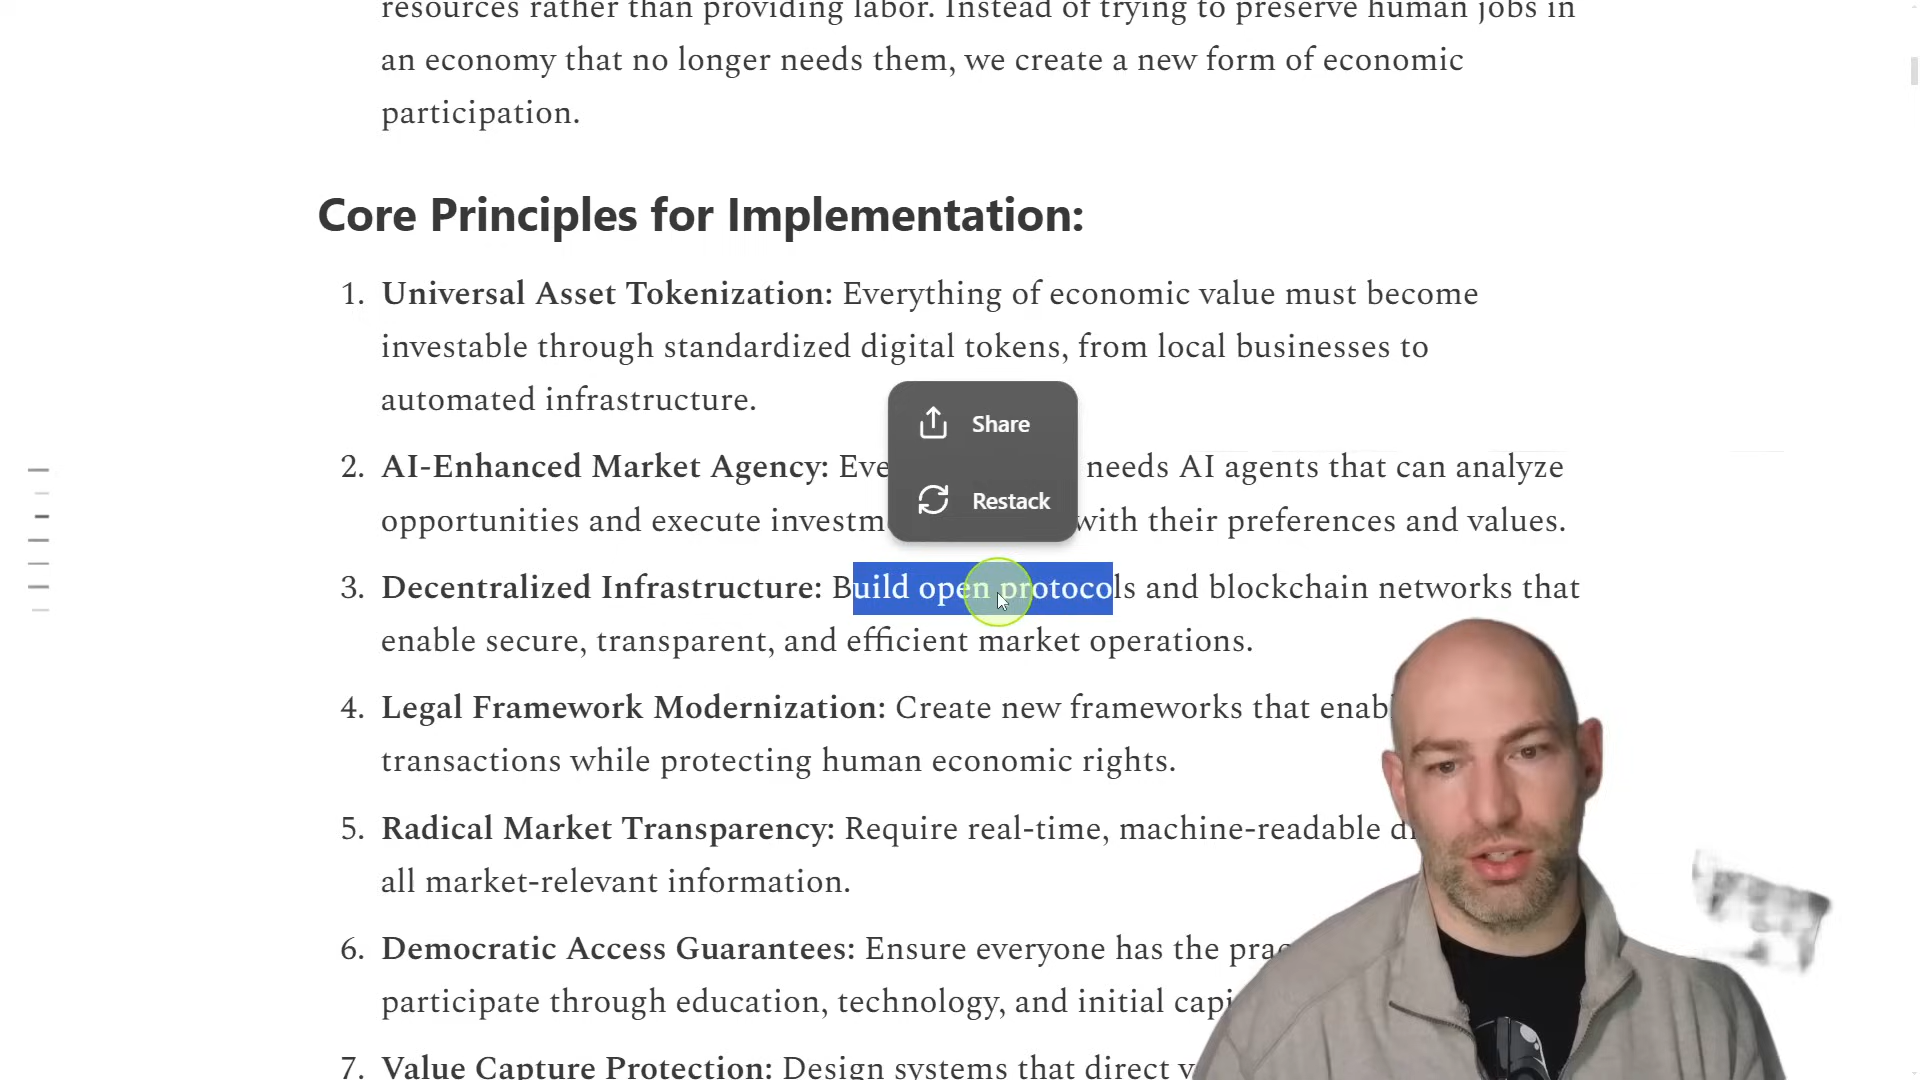 resources rather than providing labor. Instead of trying to preserve human jobs in
an economy that no longer needs them, we create a new form of economic
participation.
Core Principles for Implementation:
1. Universal Asset Tokenization: Everything of economic value must become
investable through standardized digital tokens, from local businesses to
automated infrastructure.
Share
2. AI-Enhanced Market Agency: needs AI agents that can analyze
Restack
opportunities and execute with their preferences and values.
3. Decentralized Infrastructure: Build open protocols and blockchain networks that
enable secure, transparent, and efficient market operations.
4. Legal Framework Modernization: Create new frameworks that
transactions while protecting human economic rights.
5. Radical Market Transparency: Require real-time, machine-readable
all market-relevant information.
6. Democratic Access Guarantees: Ensure everyone has the
participate through education, technology, and initial
7. Value Capture Protection: Design systems that direct